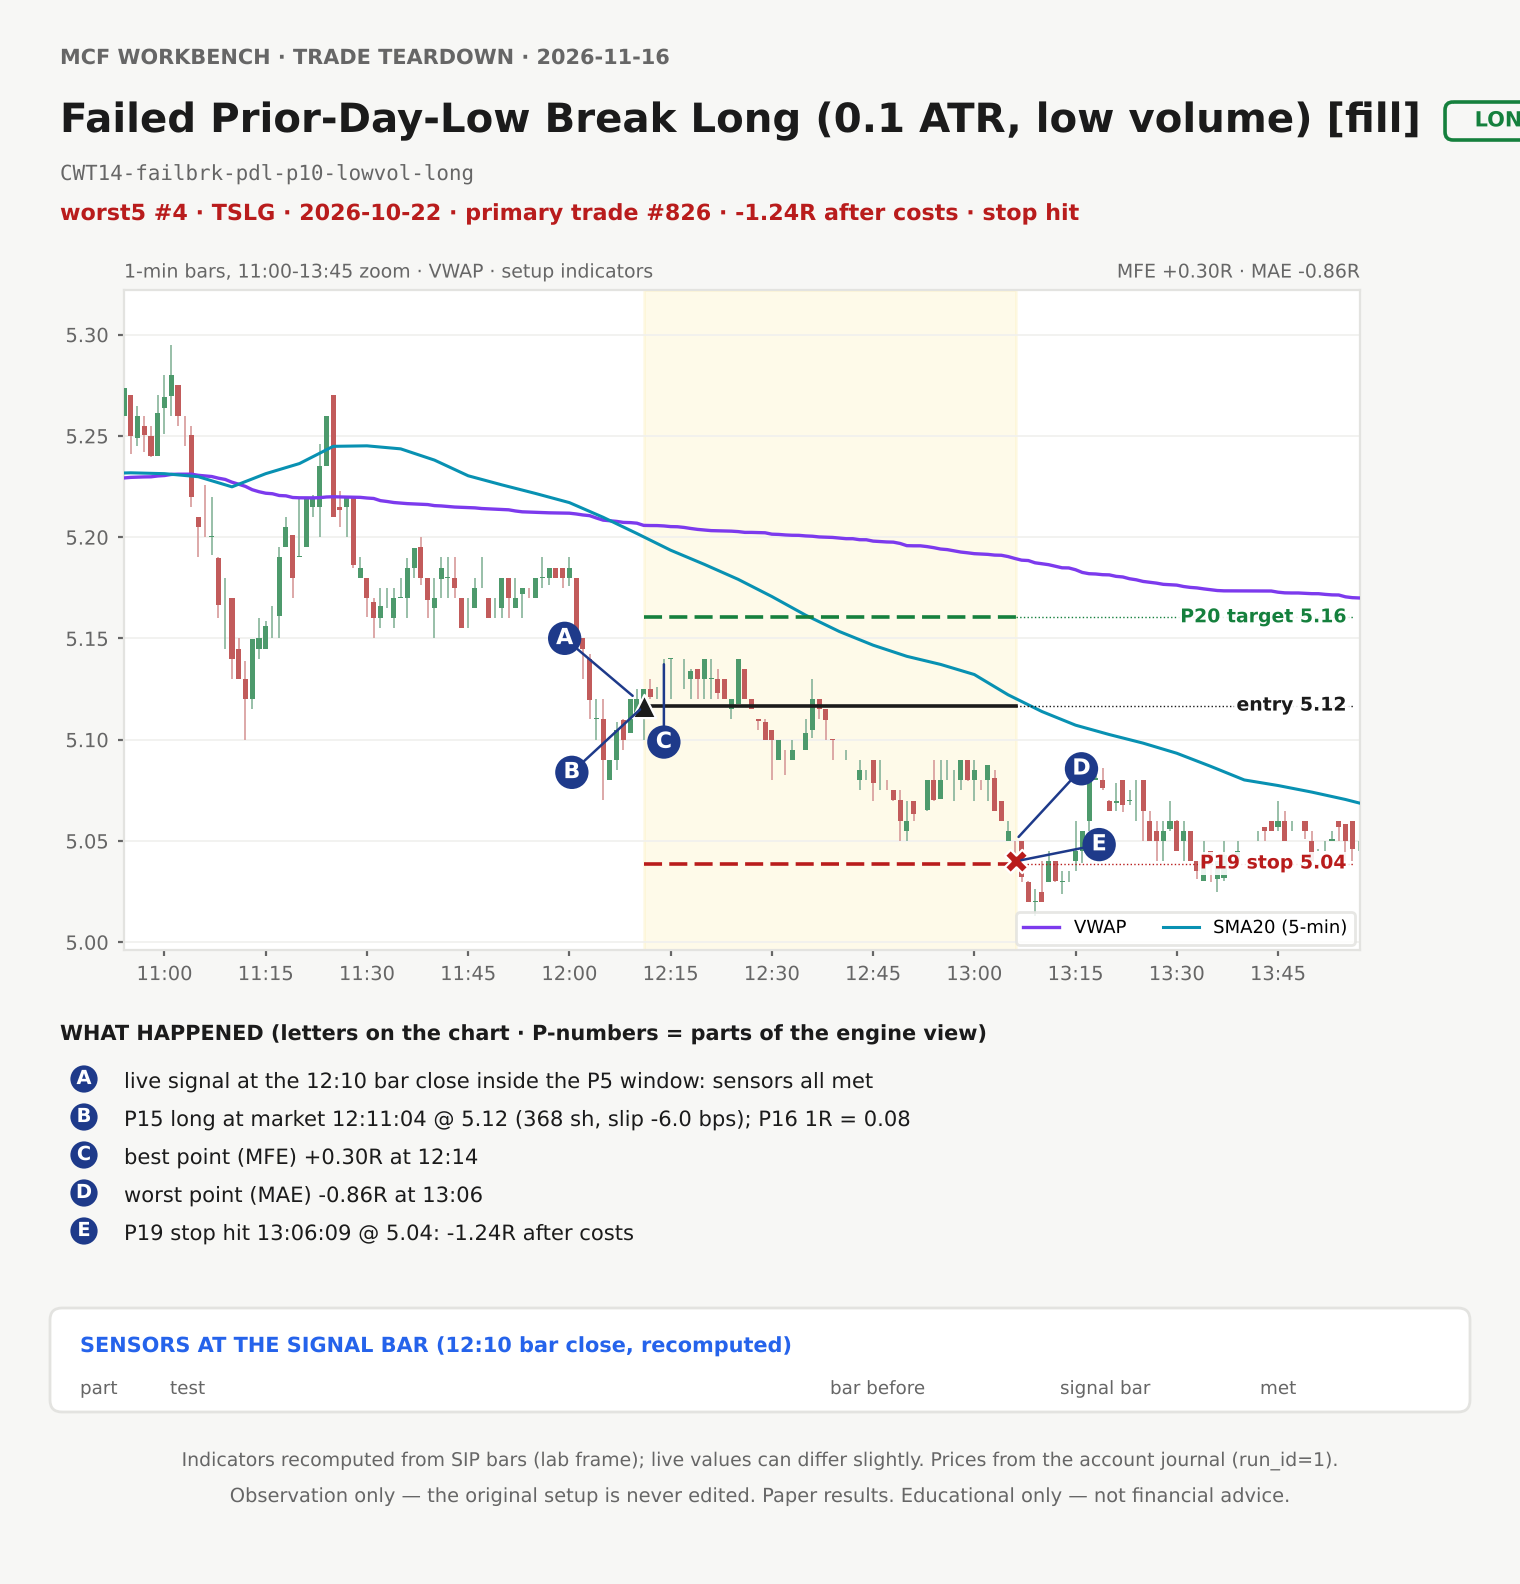 MCF WORKBENCH · TRADE TEARDOWN · 2026-11-16
Failed Prior-Day-Low Break Long (0.1 ATR, low volume) [fill] LON
CWT14-failbrk-pdl-p10-lowvol-long
worst5 #4 · TSLG · 2026-10-22 · primary trade #826 · -1.24R after costs · stop hit
1-min bars, 11:00-13:45 zoom · VWAP · setup indicators MFE +0.30R · MAE -0.86R
5.30
5.25
5.20
5.15
5.10
5.05
5.00
A
B
C
D
E
P20 target 5.16
entry 5.12
P19 stop 5.04
VWAP SMA20 (5-min)
11:00 11:15 11:30 11:45 12:00 12:15 12:30 12:45 13:00 13:15 13:30 13:45
WHAT HAPPENED (letters on the chart · P-numbers = parts of the engine view)
A live signal at the 12:10 bar close inside the P5 window: sensors all met
B P15 long at market 12:11:04 @ 5.12 (368 sh, slip -6.0 bps); P16 1R = 0.08
C best point (MFE) +0.30R at 12:14
D worst point (MAE) -0.86R at 13:06
E P19 stop hit 13:06:09 @ 5.04: -1.24R after costs
SENSORS AT THE SIGNAL BAR (12:10 bar close, recomputed)
part test bar before signal bar met
Indicators recomputed from SIP bars (lab frame); live values can differ slightly. Prices from the account journal (run_id=1).
Observation only — the original setup is never edited. Paper results. Educational only — not financial advice.